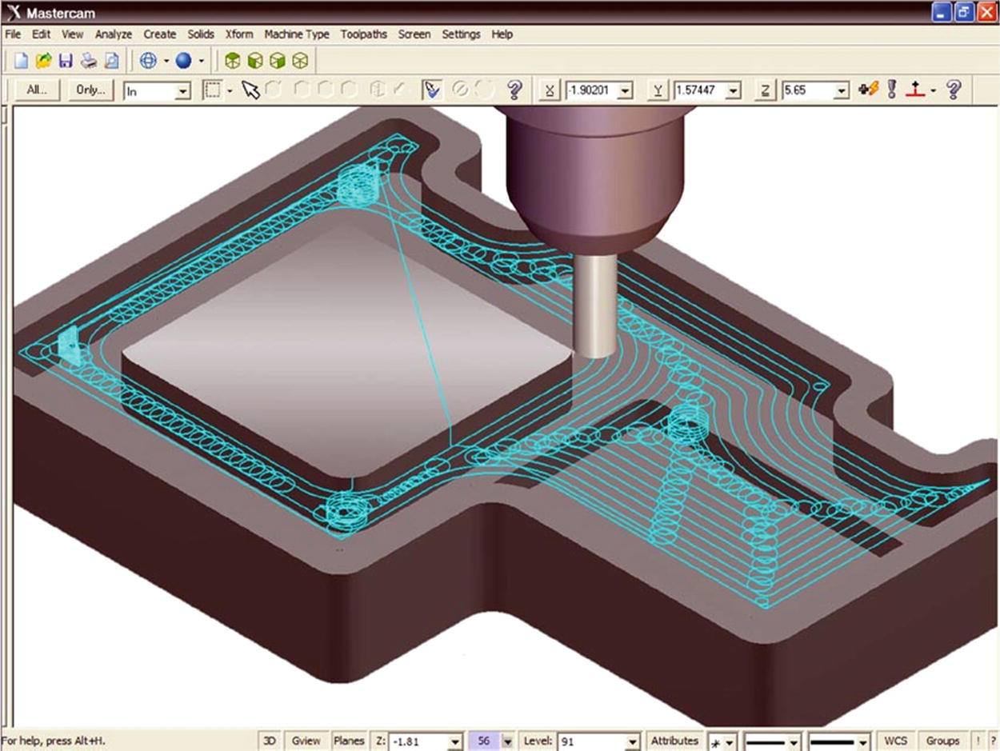 Mastercam
File Edit View Analyze Create Solids Xform Machine Type Toolpaths Screen Settings Help
All... Only... In X -1.90201 Y 1.57447 Z 5.65
For help, press Alt+H. 3D Gview Planes Z: -1.81 56 Level: 91 Attributes WCS Groups ! ?